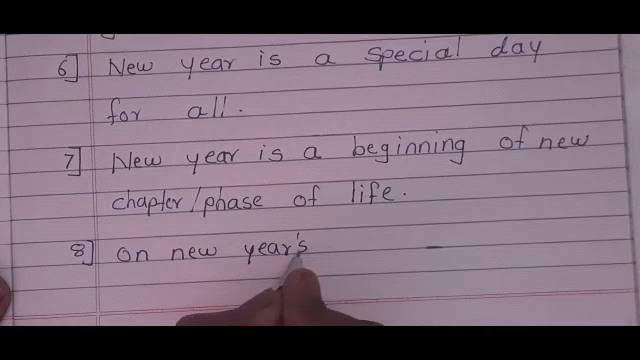 6] New year is a special day
for all.
7] New year is a beginning of new
chapter/phase of life.
8] on new year's